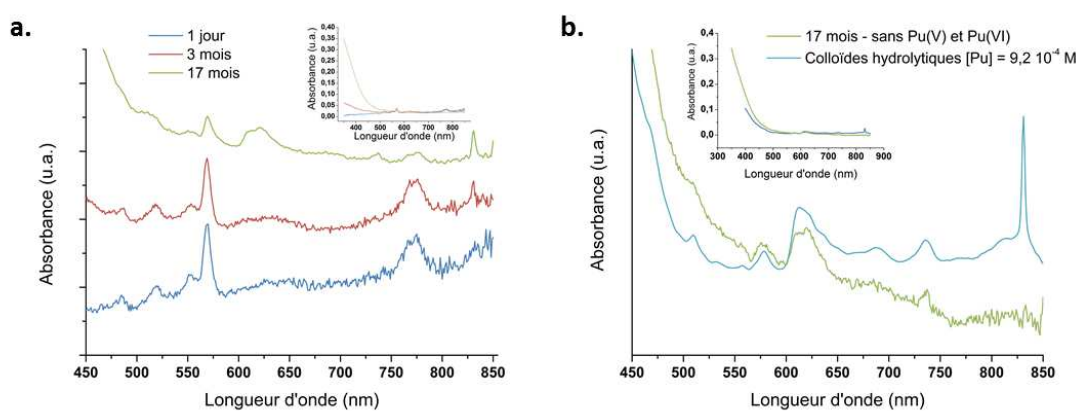 a.
1 jour
3 mois
17 mois
Absorbance (u.a.)
0,40
0,35
0,30
0,25
0,20
0,15
0,10
0,05
0,00
400 500 600 700 800
Longueur d'onde (nm)
Absorbance (u.a.)
450 500 550 600 650 700 750 800 850
Longueur d'onde (nm)
b.
17 mois - sans Pu(V) et Pu(VI)
Colloïdes hydrolytiques [Pu] = 9,2 10⁻⁴ M
Absorbance (u.a.)
0,4
0,3
0,2
0,1
0,0
300 400 500 600 700 800 900
Longueur d'onde (nm)
Absorbance (u.a.)
450 500 550 600 650 700 750 800 850
Longueur d'onde (nm)